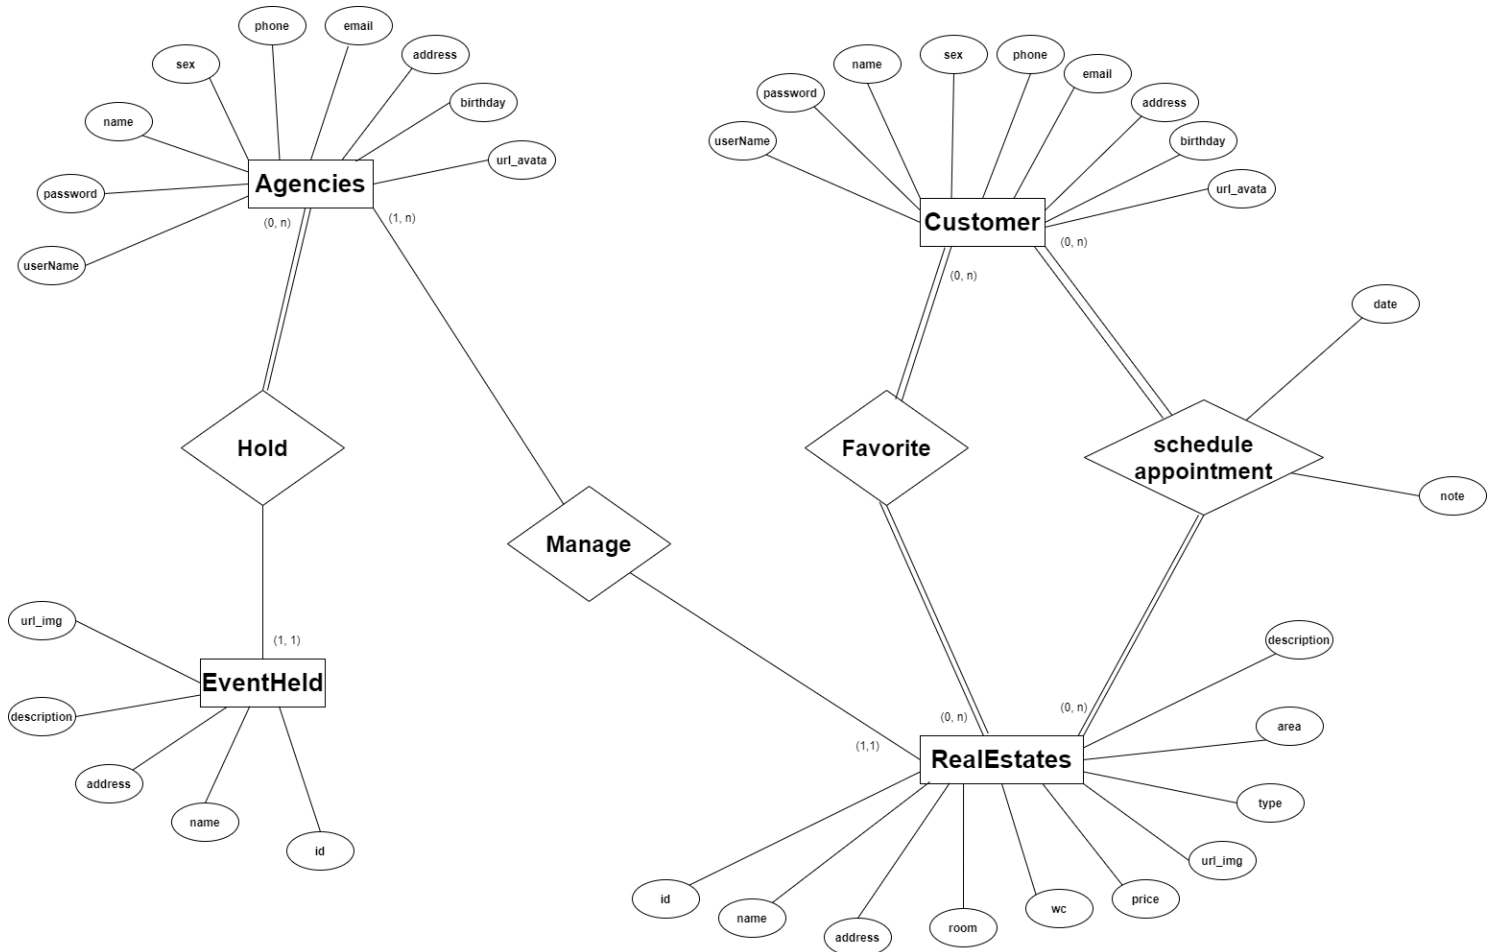 phone
email
sex
address
name
birthday
url_avata
password
Agencies
userName
(0, n)
(1, n)
sex
phone
name
email
password
address
userName
birthday
url_avata
Customer
(0, n)
(0, n)
date
Hold
Favorite
schedule
appointment
note
Manage
url_img
(1, 1)
EventHeld
description
address
name
id
description
(0, n)
(0, n)
area
(1,1)
RealEstates
type
url_img
id
name
address
room
wc
price